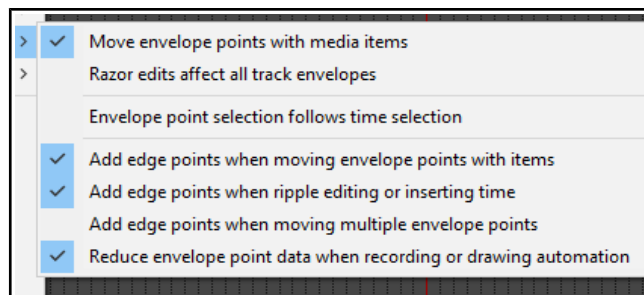 Move envelope points with media items
Razor edits affect all track envelopes
Envelope point selection follows time selection
Add edge points when moving envelope points with items
Add edge points when ripple editing or inserting time
Add edge points when moving multiple envelope points
Reduce envelope point data when recording or drawing automation